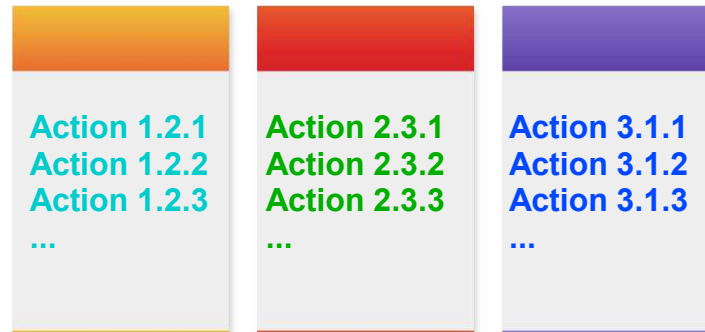 Action 1.2.1
Action 1.2.2
Action 1.2.3
...
Action 2.3.1
Action 2.3.2
Action 2.3.3
...
Action 3.1.1
Action 3.1.2
Action 3.1.3
...